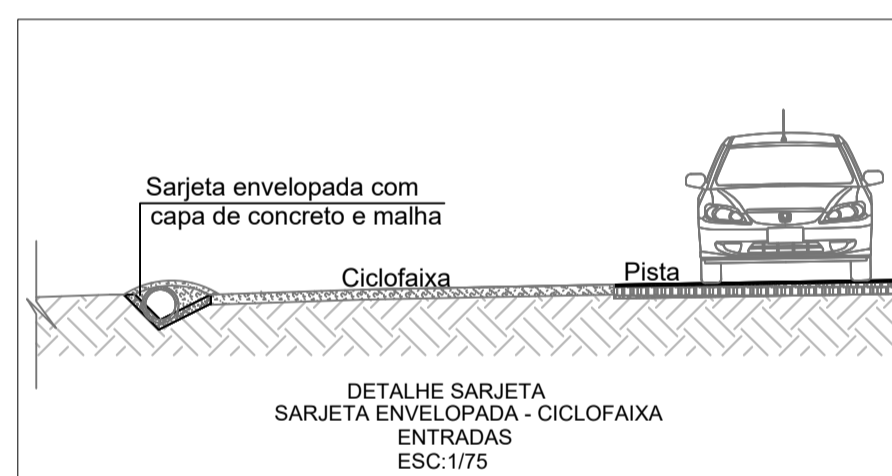 Sarjeta envelopada com
capa de concreto e malha
Ciclofaixa
Pista
DETALHE SARJETA
SARJETA ENVELOPADA - CICLOFAIXA
ENTRADAS
ESC:1/75